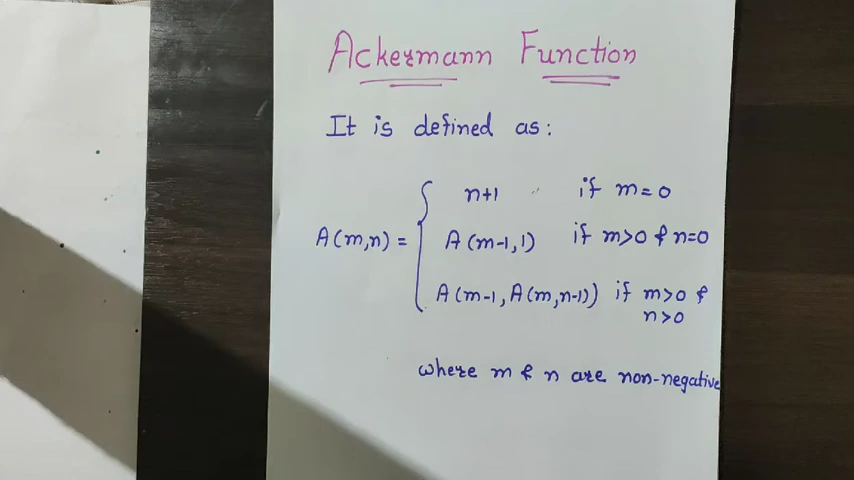 Ackermann Function
It is defined as:
n+1 if m=0
A(m,n) = { A(m-1,1) if m>0 & n=0
A(m-1, A(m,n-1)) if m>0 &
n>0
where m & n are non-negative